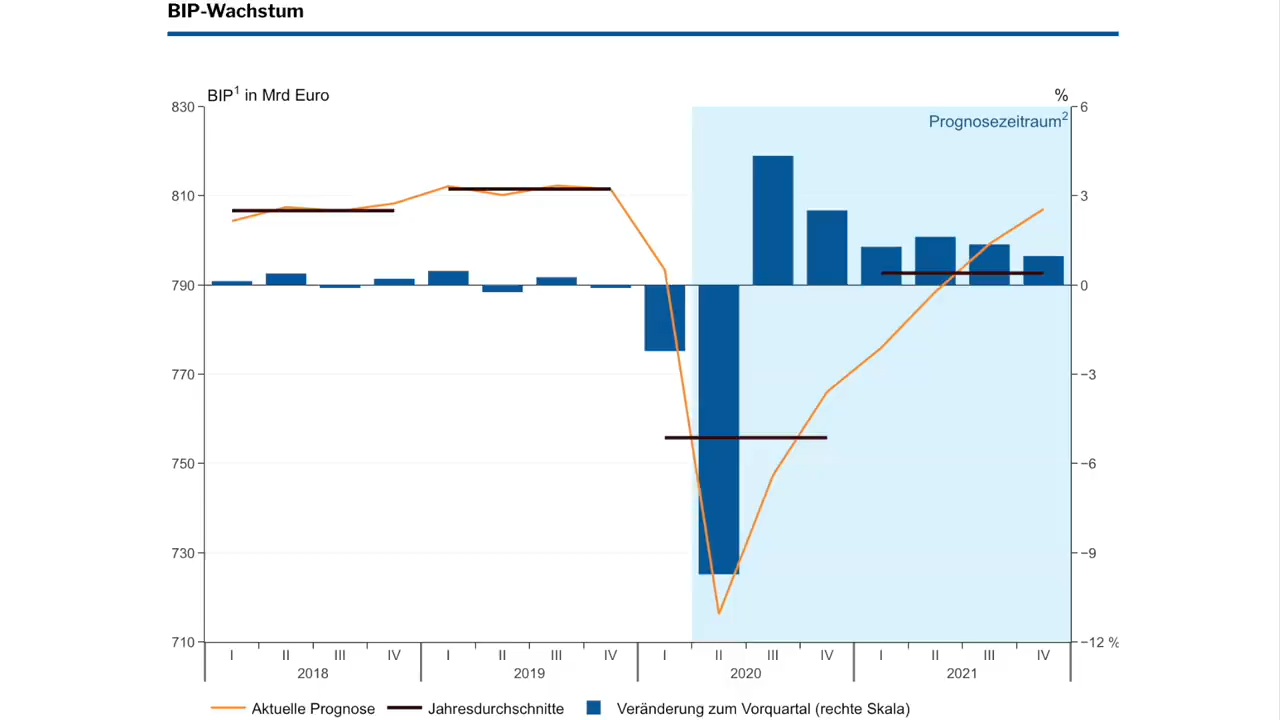 BIP-Wachstum
BIP1 in Mrd Euro
%
830
6
Prognosezeitraum2
810
3
790
0
770
−3
750
−6
730
−9
710
−12 %
I II III IV I II III IV I II III IV I II III IV
2018 2019 2020 2021
Aktuelle Prognose Jahresdurchschnitte Veränderung zum Vorquartal (rechte Skala)